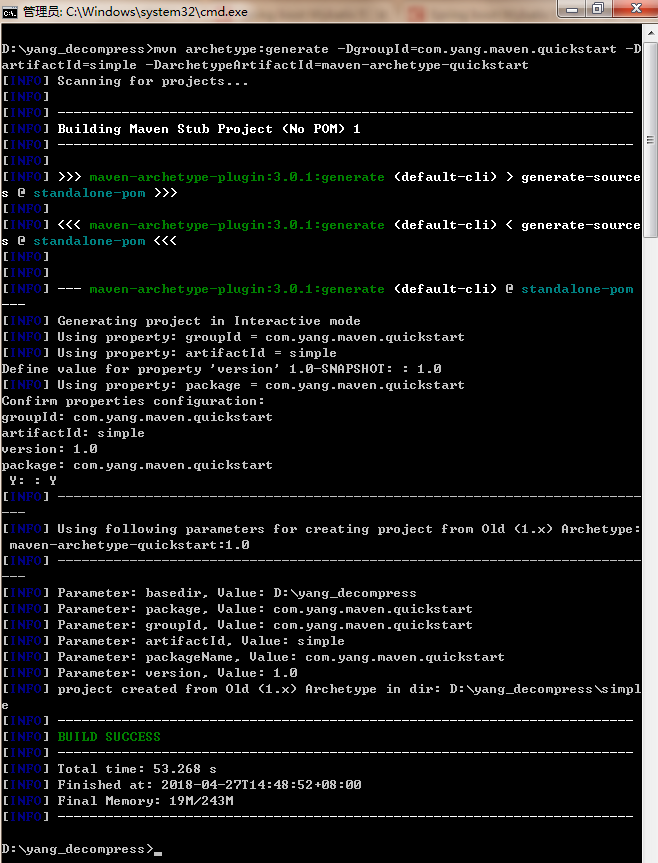 管理员: C:\Windows\system32\cmd.exe
D:\yang_decompress>mvn archetype:generate -DgroupId=com.yang.maven.quickstart -D
artifactId=simple -DarchetypeArtifactId=maven-archetype-quickstart
[INFO] Scanning for projects...
[INFO]
[INFO] ------------------------------------------------------------------------
[INFO] Building Maven Stub Project (No POM) 1
[INFO] ------------------------------------------------------------------------
[INFO]
[INFO] >>> maven-archetype-plugin:3.0.1:generate (default-cli) > generate-source
s @ standalone-pom >>>
[INFO]
[INFO] <<< maven-archetype-plugin:3.0.1:generate (default-cli) < generate-source
s @ standalone-pom <<<
[INFO]
[INFO]
[INFO] --- maven-archetype-plugin:3.0.1:generate (default-cli) @ standalone-pom
---
[INFO] Generating project in Interactive mode
[INFO] Using property: groupId = com.yang.maven.quickstart
[INFO] Using property: artifactId = simple
Define value for property 'version' 1.0-SNAPSHOT: : 1.0
[INFO] Using property: package = com.yang.maven.quickstart
Confirm properties configuration:
groupId: com.yang.maven.quickstart
artifactId: simple
version: 1.0
package: com.yang.maven.quickstart
 Y: : Y
[INFO] -------------------------------------------------------------------------
---
[INFO] Using following parameters for creating project from Old (1.x) Archetype:
 maven-archetype-quickstart:1.0
[INFO] -------------------------------------------------------------------------
---
[INFO] Parameter: basedir, Value: D:\yang_decompress
[INFO] Parameter: package, Value: com.yang.maven.quickstart
[INFO] Parameter: groupId, Value: com.yang.maven.quickstart
[INFO] Parameter: artifactId, Value: simple
[INFO] Parameter: packageName, Value: com.yang.maven.quickstart
[INFO] Parameter: version, Value: 1.0
[INFO] project created from Old (1.x) Archetype in dir: D:\yang_decompress\simpl
e
[INFO] ------------------------------------------------------------------------
[INFO] BUILD SUCCESS
[INFO] ------------------------------------------------------------------------
[INFO] Total time: 53.268 s
[INFO] Finished at: 2018-04-27T14:48:52+08:00
[INFO] Final Memory: 19M/243M
[INFO] ------------------------------------------------------------------------
D:\yang_decompress>